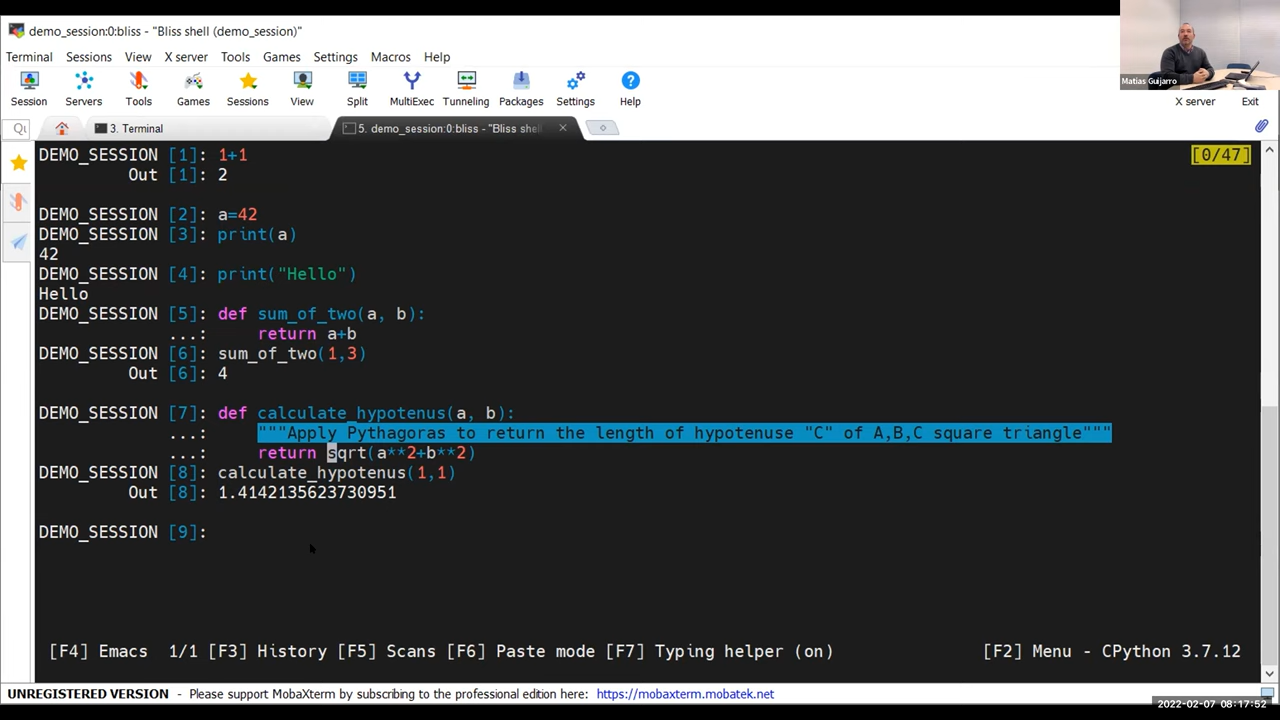 demo_session:0:bliss - "Bliss shell (demo_session)"
Terminal Sessions View X server Tools Games Settings Macros Help
Session Servers Tools Games Sessions View Split MultiExec Tunneling Packages Settings Help
Matias Guijarro
X server Exit
3. Terminal
5. demo_session:0:bliss - "Bliss shel
DEMO_SESSION [1]: 1+1
[0/47]
Out [1]: 2
DEMO_SESSION [2]: a=42
DEMO_SESSION [3]: print(a)
42
DEMO_SESSION [4]: print("Hello")
Hello
DEMO_SESSION [5]: def sum_of_two(a, b):
...: return a+b
DEMO_SESSION [6]: sum_of_two(1,3)
Out [6]: 4
DEMO_SESSION [7]: def calculate_hypotenus(a, b):
...: """Apply Pythagoras to return the length of hypotenuse "C" of A,B,C square triangle"""
...: return sqrt(a**2+b**2)
DEMO_SESSION [8]: calculate_hypotenus(1,1)
Out [8]: 1.4142135623730951
DEMO_SESSION [9]:
[F4] Emacs 1/1 [F3] History [F5] Scans [F6] Paste mode [F7] Typing helper (on) [F2] Menu - CPython 3.7.12
UNREGISTERED VERSION - Please support MobaXterm by subscribing to the professional edition here: https://mobaxterm.mobatek.net
2022-02-07 08:17:52